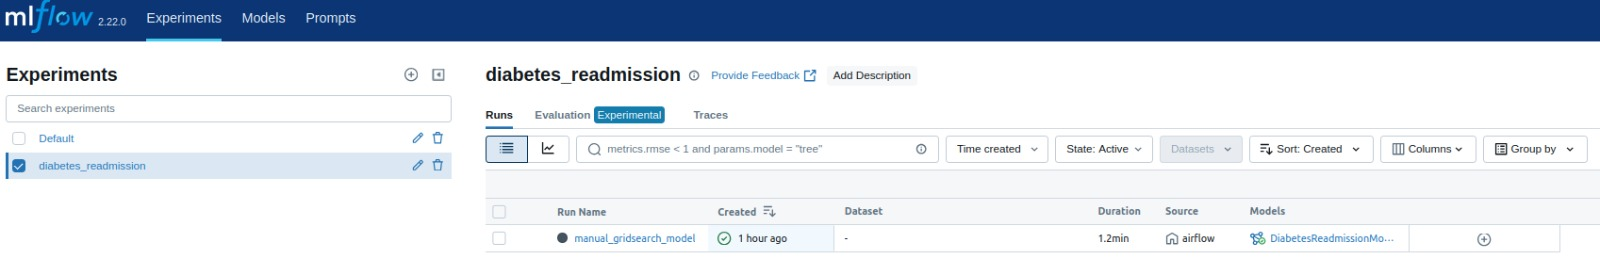 mlflow 2.22.0 Experiments Models Prompts
Experiments
Search experiments
Default
diabetes_readmission
diabetes_readmission Provide Feedback Add Description
Runs Evaluation Experimental Traces
metrics.rmse < 1 and params.model = "tree" Time created State: Active Datasets Sort: Created Columns Group by
Run Name Created Dataset Duration Source Models
manual_gridsearch_model 1 hour ago - 1.2min airflow DiabetesReadmissionMo...